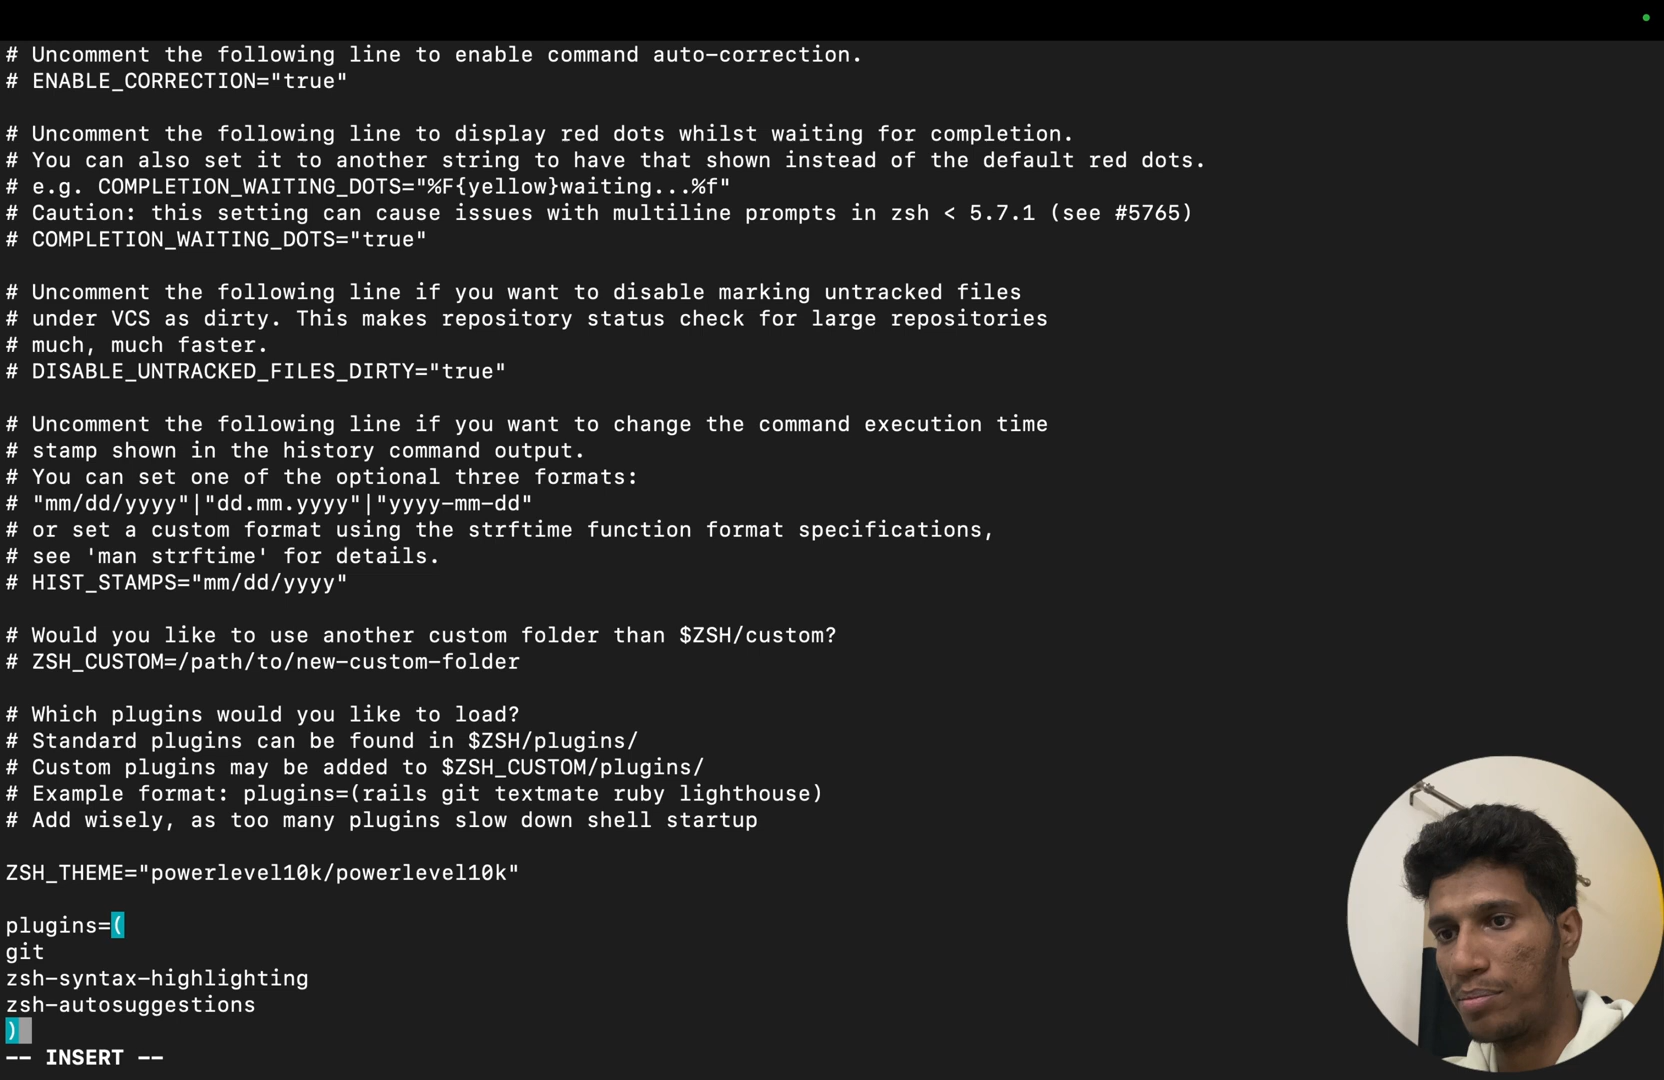 # Uncomment the following line to enable command auto-correction.
# ENABLE_CORRECTION="true"
# Uncomment the following line to display red dots whilst waiting for completion.
# You can also set it to another string to have that shown instead of the default red dots.
# e.g. COMPLETION_WAITING_DOTS="%F{yellow}waiting...%f"
# Caution: this setting can cause issues with multiline prompts in zsh < 5.7.1 (see #5765)
# COMPLETION_WAITING_DOTS="true"
# Uncomment the following line if you want to disable marking untracked files
# under VCS as dirty. This makes repository status check for large repositories
# much, much faster.
# DISABLE_UNTRACKED_FILES_DIRTY="true"
# Uncomment the following line if you want to change the command execution time
# stamp shown in the history command output.
# You can set one of the optional three formats:
# "mm/dd/yyyy"|"dd.mm.yyyy"|"yyyy-mm-dd"
# or set a custom format using the strftime function format specifications,
# see 'man strftime' for details.
# HIST_STAMPS="mm/dd/yyyy"
# Would you like to use another custom folder than $ZSH/custom?
# ZSH_CUSTOM=/path/to/new-custom-folder
# Which plugins would you like to load?
# Standard plugins can be found in $ZSH/plugins/
# Custom plugins may be added to $ZSH_CUSTOM/plugins/
# Example format: plugins=(rails git textmate ruby lighthouse)
# Add wisely, as too many plugins slow down shell startup
ZSH_THEME="powerlevel10k/powerlevel10k"
plugins=(
git
zsh-syntax-highlighting
zsh-autosuggestions
)
-- INSERT --